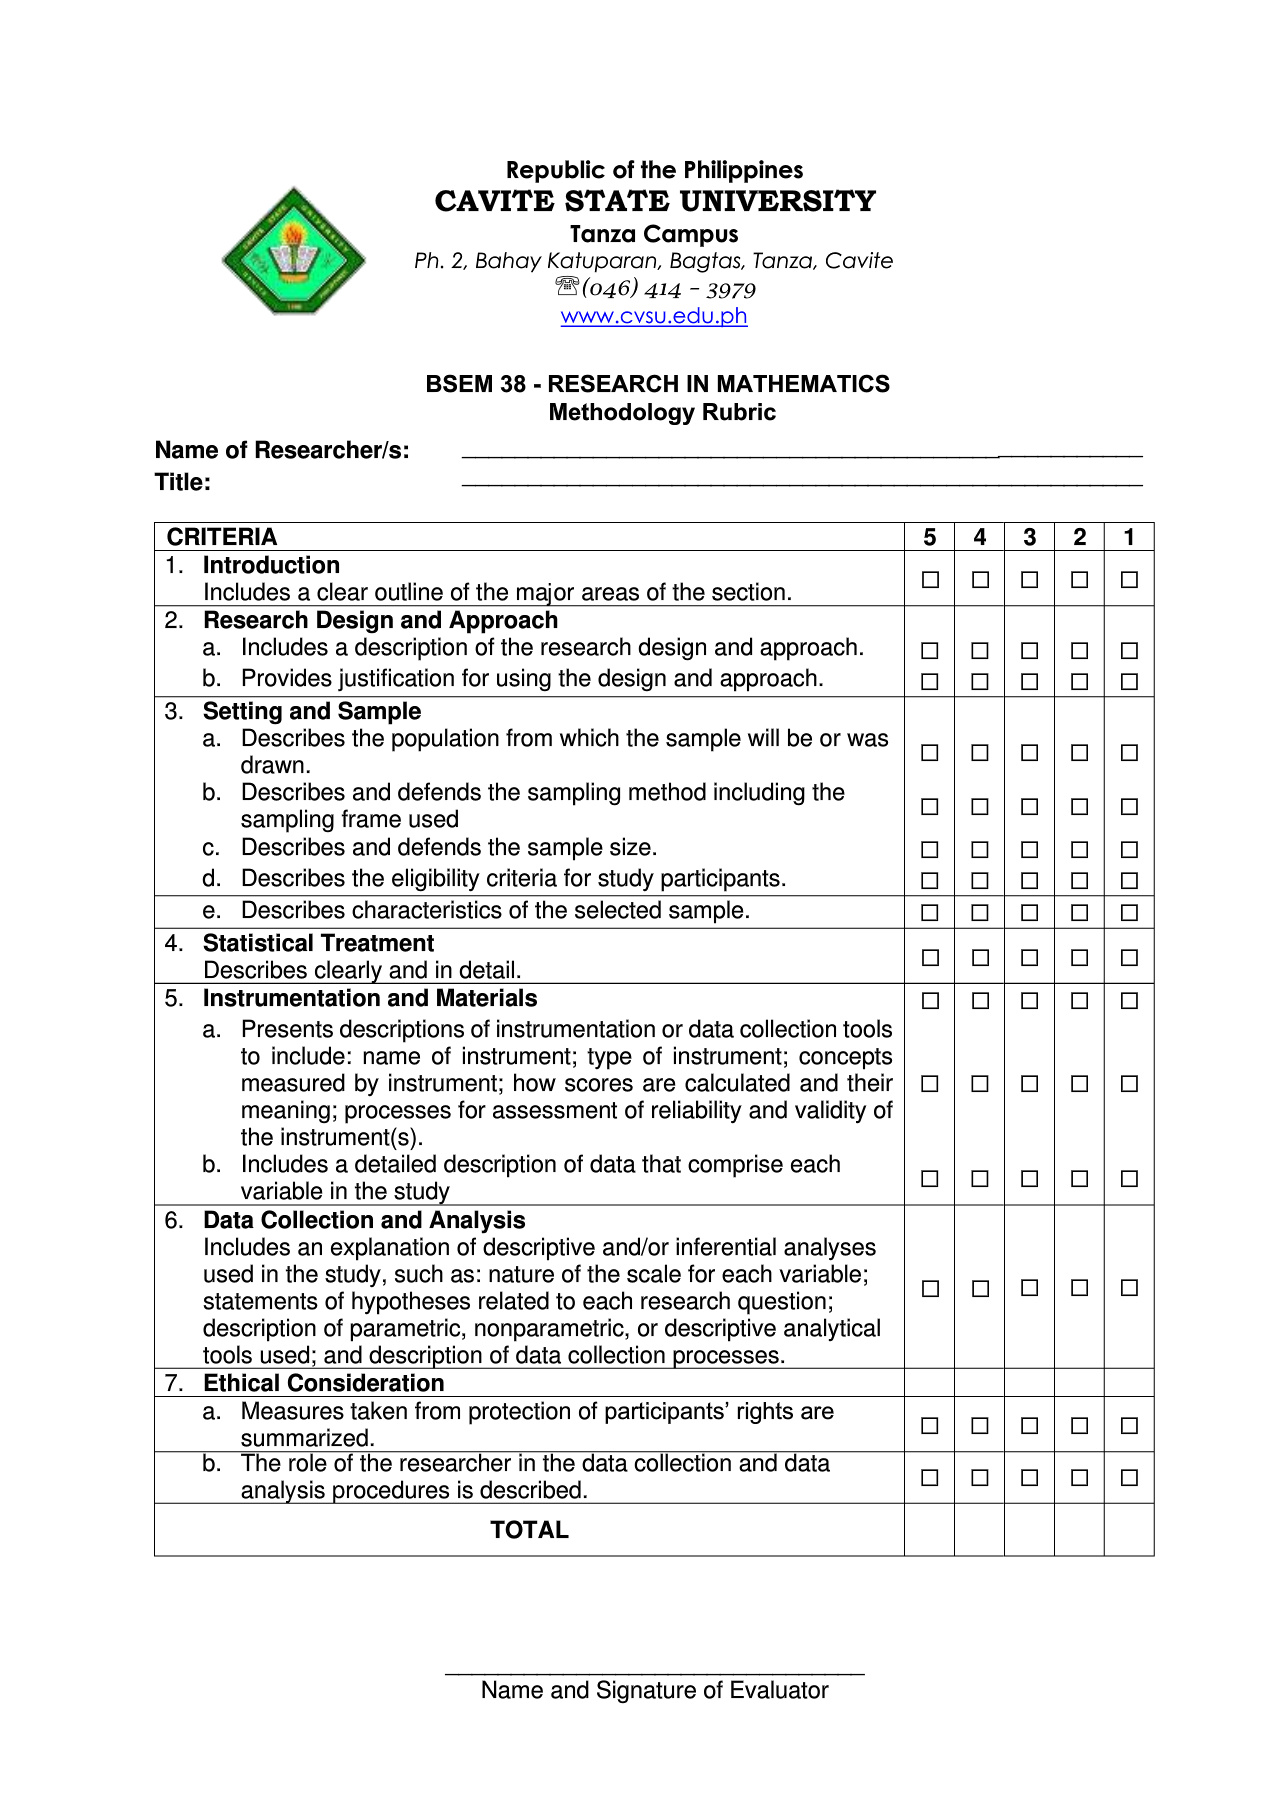 Republic of the Philippines
CAVITE STATE UNIVERSITY
Tanza Campus
Ph. 2, Bahay Katuparan, Bagtas, Tanza, Cavite
☏(046) 414 – 3979
www.cvsu.edu.ph
BSEM 38 - RESEARCH IN MATHEMATICS
Methodology Rubric
Name of Researcher/s:
Title:
CRITERIA 5 4 3 2 1
1. Introduction
Includes a clear outline of the major areas of the section. ☐ ☐ ☐ ☐ ☐
2. Research Design and Approach
a. Includes a description of the research design and approach. ☐ ☐ ☐ ☐ ☐
b. Provides justification for using the design and approach. ☐ ☐ ☐ ☐ ☐
3. Setting and Sample
a. Describes the population from which the sample will be or was
drawn. ☐ ☐ ☐ ☐ ☐
b. Describes and defends the sampling method including the
sampling frame used ☐ ☐ ☐ ☐ ☐
c. Describes and defends the sample size. ☐ ☐ ☐ ☐ ☐
d. Describes the eligibility criteria for study participants. ☐ ☐ ☐ ☐ ☐
e. Describes characteristics of the selected sample. ☐ ☐ ☐ ☐ ☐
4. Statistical Treatment
Describes clearly and in detail. ☐ ☐ ☐ ☐ ☐
5. Instrumentation and Materials ☐ ☐ ☐ ☐ ☐
a. Presents descriptions of instrumentation or data collection tools
to include: name of instrument; type of instrument; concepts
measured by instrument; how scores are calculated and their ☐ ☐ ☐ ☐ ☐
meaning; processes for assessment of reliability and validity of
the instrument(s).
b. Includes a detailed description of data that comprise each
variable in the study ☐ ☐ ☐ ☐ ☐
6. Data Collection and Analysis
Includes an explanation of descriptive and/or inferential analyses
used in the study, such as: nature of the scale for each variable; ☐ ☐ ☐ ☐ ☐
statements of hypotheses related to each research question;
description of parametric, nonparametric, or descriptive analytical
tools used; and description of data collection processes.
7. Ethical Consideration
a. Measures taken from protection of participants’ rights are
summarized. ☐ ☐ ☐ ☐ ☐
b. The role of the researcher in the data collection and data
analysis procedures is described. ☐ ☐ ☐ ☐ ☐
TOTAL
Name and Signature of Evaluator